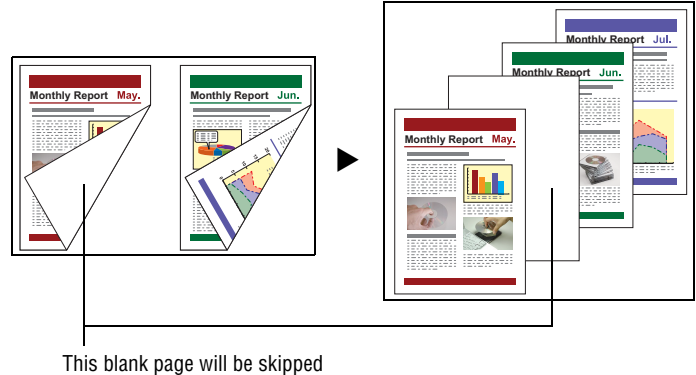 Monthly Report May.
Monthly Report Jun.
Monthly Report Jul.
Monthly Report Jun.
Monthly Report May.
This blank page will be skipped